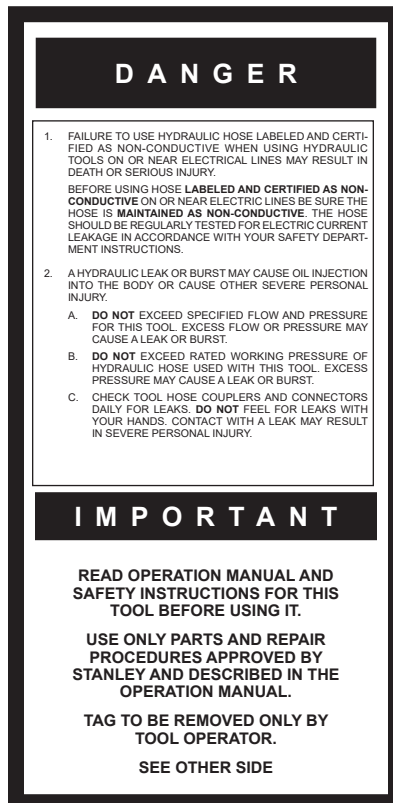 D A N G E R
1. FAILURE TO USE HYDRAULIC HOSE LABELED AND CERTI-
FIED AS NON-CONDUCTIVE WHEN USING HYDRAULIC
TOOLS ON OR NEAR ELECTRICAL LINES MAY RESULT IN
DEATH OR SERIOUS INJURY.
BEFORE USING HOSE LABELED AND CERTIFIED AS NON-
CONDUCTIVE ON OR NEAR ELECTRIC LINES BE SURE THE
HOSE IS MAINTAINED AS NON-CONDUCTIVE. THE HOSE
SHOULD BE REGULARLY TESTED FOR ELECTRIC CURRENT
LEAKAGE IN ACCORDANCE WITH YOUR SAFETY DEPART-
MENT INSTRUCTIONS.
2. A HYDRAULIC LEAK OR BURST MAY CAUSE OIL INJECTION
INTO THE BODY OR CAUSE OTHER SEVERE PERSONAL
INJURY.
A. DO NOT EXCEED SPECIFIED FLOW AND PRESSURE
FOR THIS TOOL. EXCESS FLOW OR PRESSURE MAY
CAUSE A LEAK OR BURST.
B. DO NOT EXCEED RATED WORKING PRESSURE OF
HYDRAULIC HOSE USED WITH THIS TOOL. EXCESS
PRESSURE MAY CAUSE A LEAK OR BURST.
C. CHECK TOOL HOSE COUPLERS AND CONNECTORS
DAILY FOR LEAKS. DO NOT FEEL FOR LEAKS WITH
YOUR HANDS. CONTACT WITH A LEAK MAY RESULT
IN SEVERE PERSONAL INJURY.
I M P O R T A N T
READ OPERATION MANUAL AND
SAFETY INSTRUCTIONS FOR THIS
TOOL BEFORE USING IT.
USE ONLY PARTS AND REPAIR
PROCEDURES APPROVED BY
STANLEY AND DESCRIBED IN THE
OPERATION MANUAL.
TAG TO BE REMOVED ONLY BY
TOOL OPERATOR.
SEE OTHER SIDE